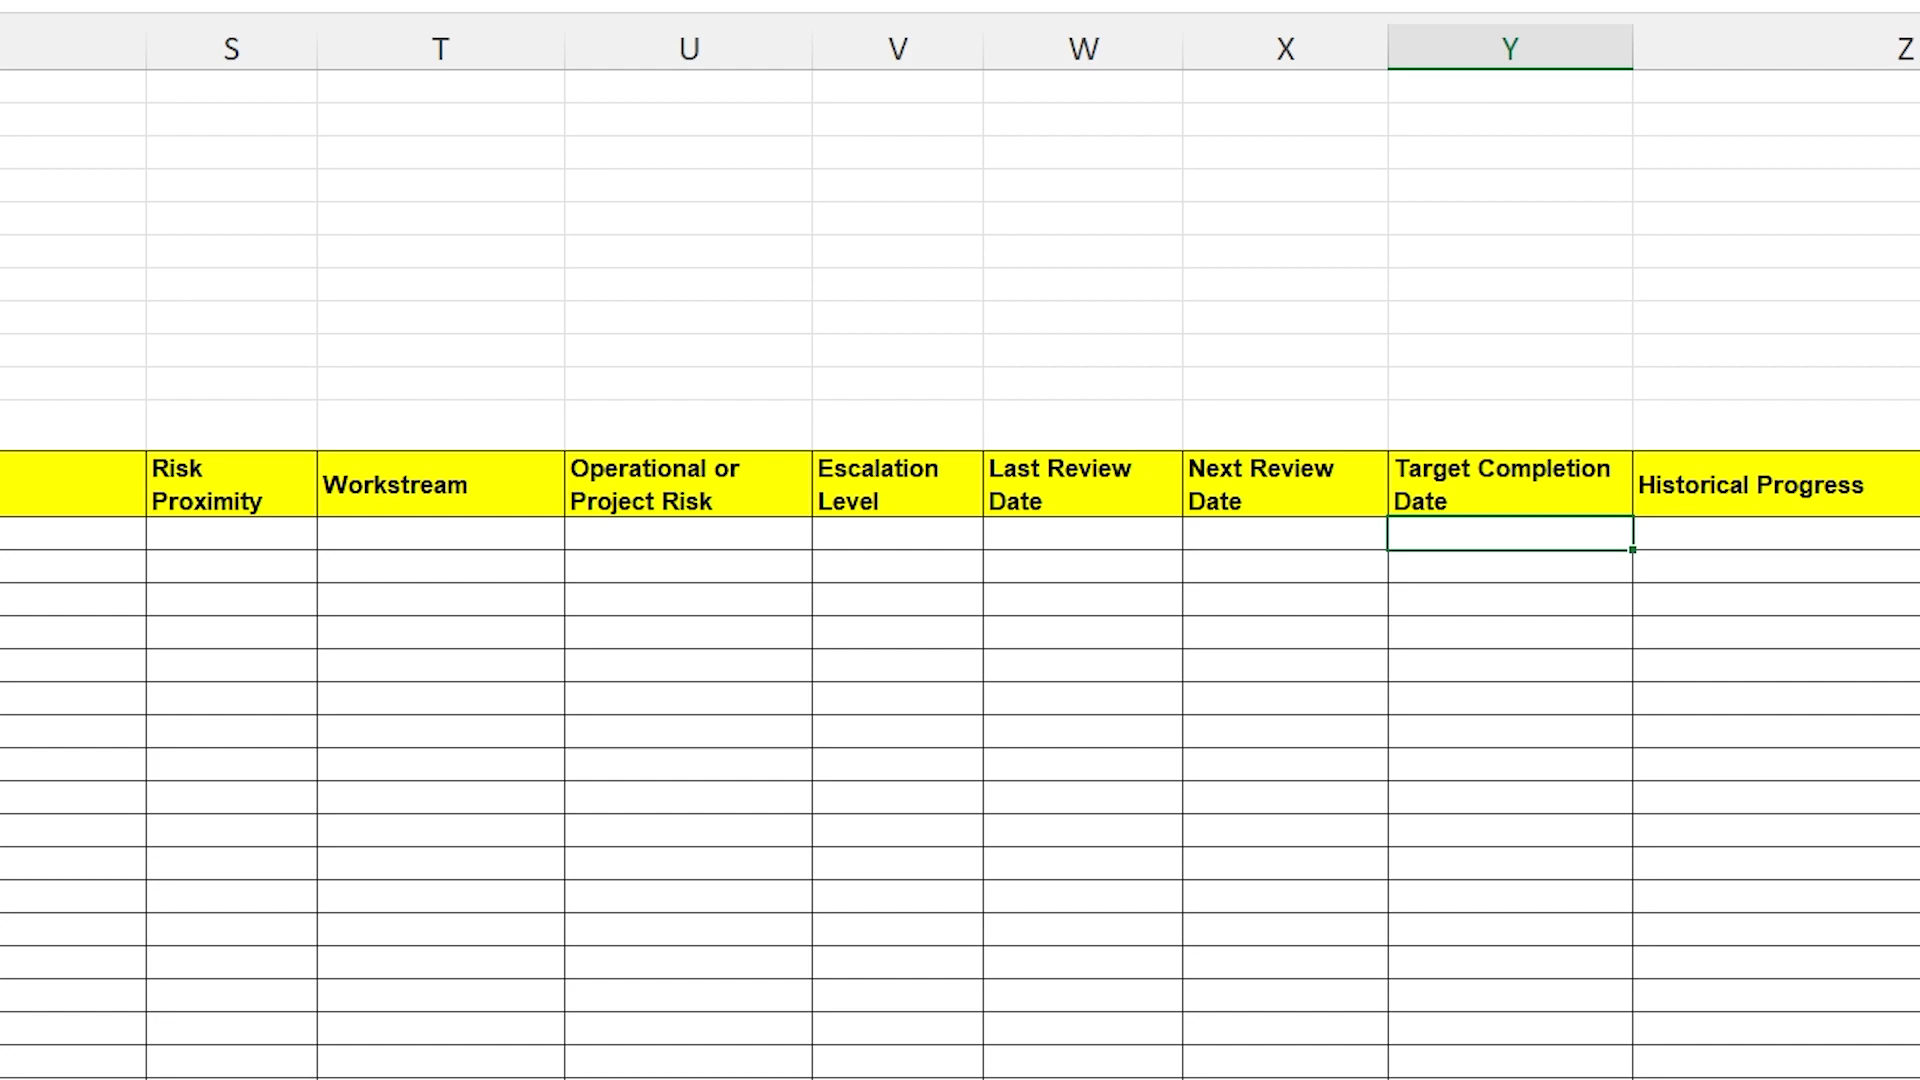 S T U V W X Y Z
Risk
Proximity
Workstream
Operational or
Project Risk
Escalation
Level
Last Review
Date
Next Review
Date
Target Completion
Date
Historical Progress